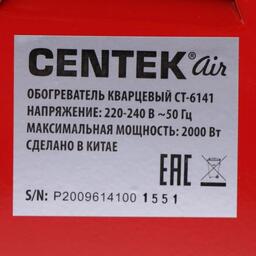 CENTEK® air
ОБОГРЕВАТЕЛЬ КВАРЦЕВЫЙ CT-6141
НАПРЯЖЕНИЕ: 220-240 В ~50 Гц
МАКСИМАЛЬНАЯ МОЩНОСТЬ: 2000 Вт
СДЕЛАНО В КИТАЕ
EAC
S/N: P2009614100 1551